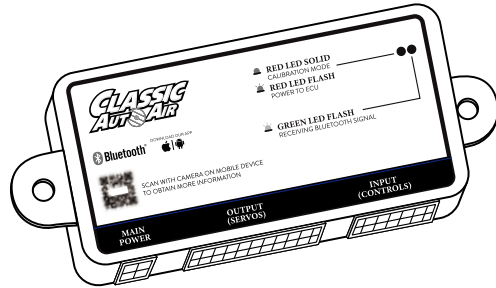 RED LED SOLID
CALIBRATION MODE
RED LED FLASH
POWER TO ECU
CLASSIC
AUTO AIR
GREEN LED FLASH
RECEIVING BLUETOOTH SIGNAL
Bluetooth™
DOWNLOAD OUR APP
SCAN WITH CAMERA ON MOBILE DEVICE
TO OBTAIN MORE INFORMATION
MAIN
POWER
OUTPUT
(SERVOS)
INPUT
(CONTROLS)